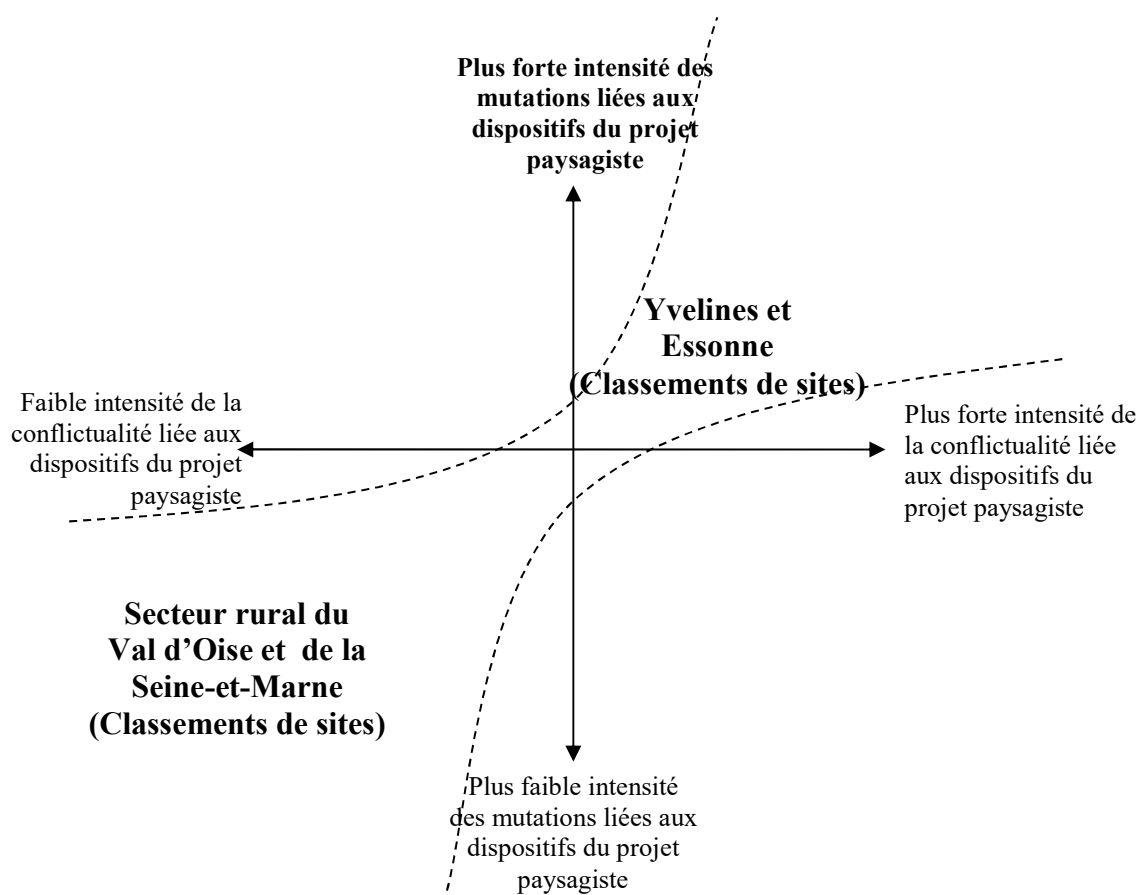 Plus forte intensité des
mutations liées aux
dispositifs du projet
paysagiste
Yvelines et
Essonne
(Classements de sites)
Faible intensité de la
conflictualité liée aux
dispositifs du projet
paysagiste
Plus forte intensité de
la conflictualité liée
aux dispositifs du
projet paysagiste
Secteur rural du
Val d’Oise et de la
Seine-et-Marne
(Classements de sites)
Plus faible intensité
des mutations liées aux
dispositifs du projet
paysagiste